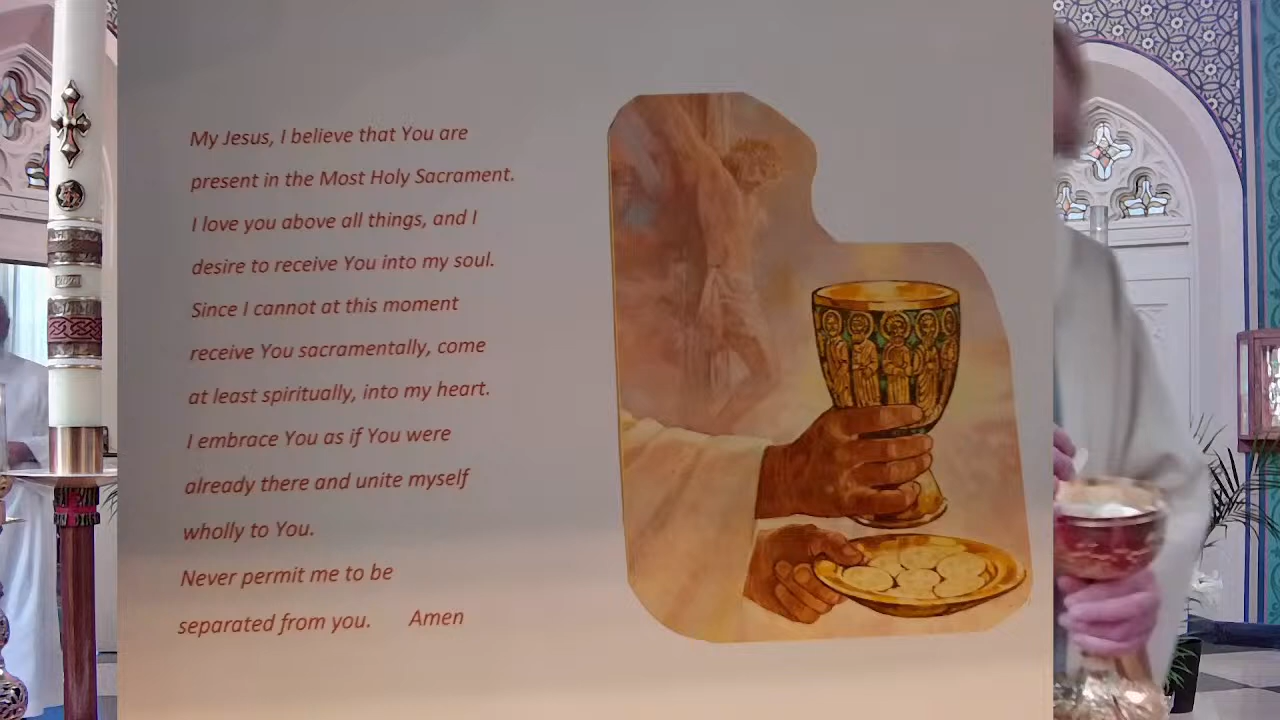 My Jesus, I believe that You are
present in the Most Holy Sacrament.
I love you above all things, and I
desire to receive You into my soul.
Since I cannot at this moment
receive You sacramentally, come
at least spiritually, into my heart.
I embrace You as if You were
already there and unite myself
wholly to You.
Never permit me to be
separated from you. Amen